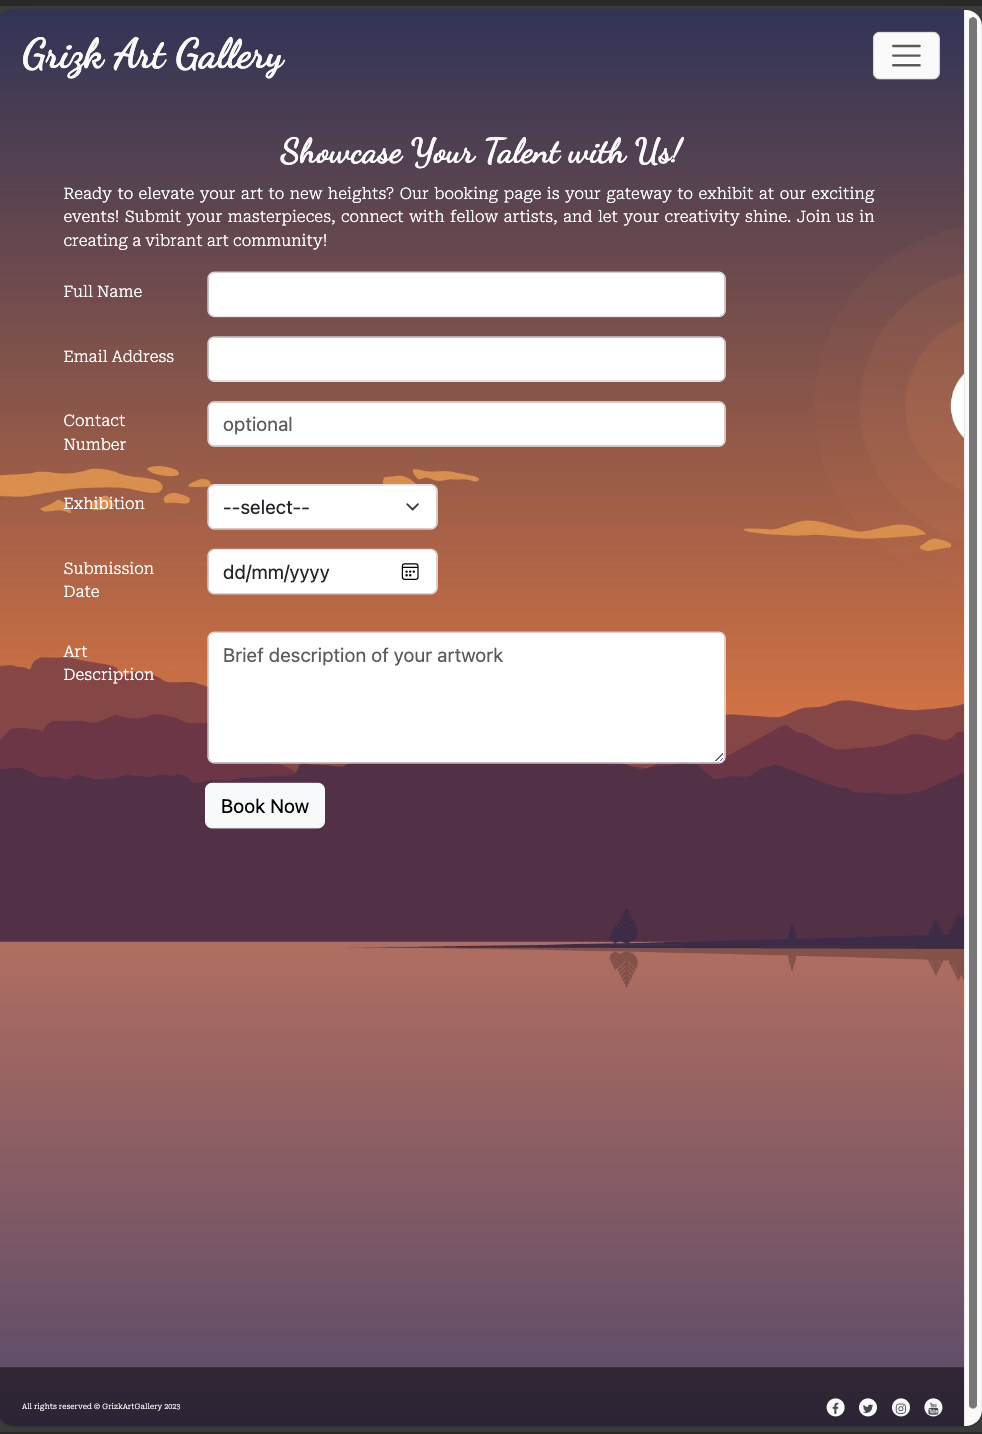 Grizk Art Gallery
Showcase Your Talent with Us!
Ready to elevate your art to new heights? Our booking page is your gateway to exhibit at our exciting
events! Submit your masterpieces, connect with fellow artists, and let your creativity shine. Join us in
creating a vibrant art community!
Full Name
Email Address
Contact
Number
optional
Exhibition
--select--
Submission
Date
dd/mm/yyyy
Art
Description
Brief description of your artwork
Book Now
All rights reserved © GrizkArtGallery 2023